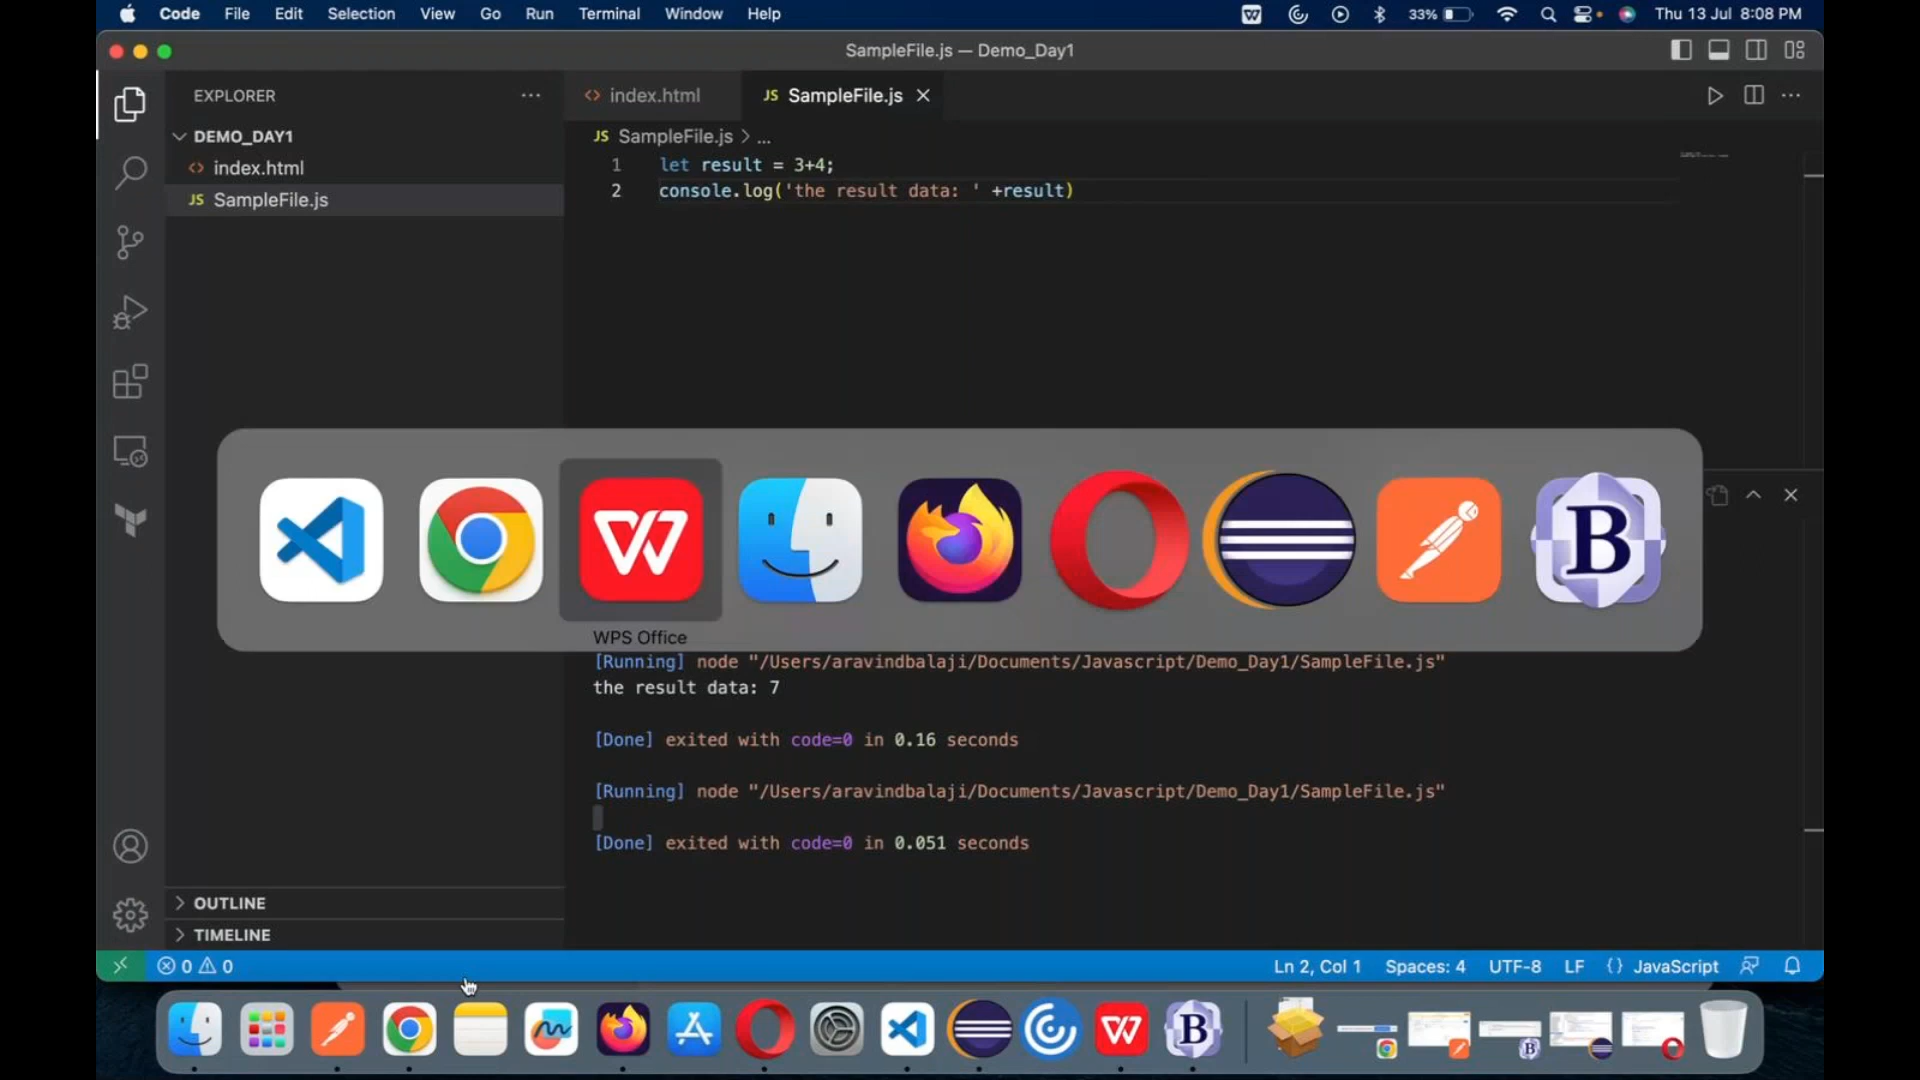 Code File Edit Selection View Go Run Terminal Window Help 33% Thu 13 Jul 8:08 PM
SampleFile.js — Demo_Day1
EXPLORER
index.html
JS SampleFile.js
DEMO_DAY1
index.html
JS SampleFile.js
JS SampleFile.js > ...
1 let result = 3+4;
2 console.log('the result data: ' +result)
WPS Office
[Running] node "/Users/aravindbalaji/Documents/Javascript/Demo_Day1/SampleFile.js"
the result data: 7
[Done] exited with code=0 in 0.16 seconds
[Running] node "/Users/aravindbalaji/Documents/Javascript/Demo_Day1/SampleFile.js"
[Done] exited with code=0 in 0.051 seconds
OUTLINE
TIMELINE
0 0 Ln 2, Col 1 Spaces: 4 UTF-8 LF {} JavaScript